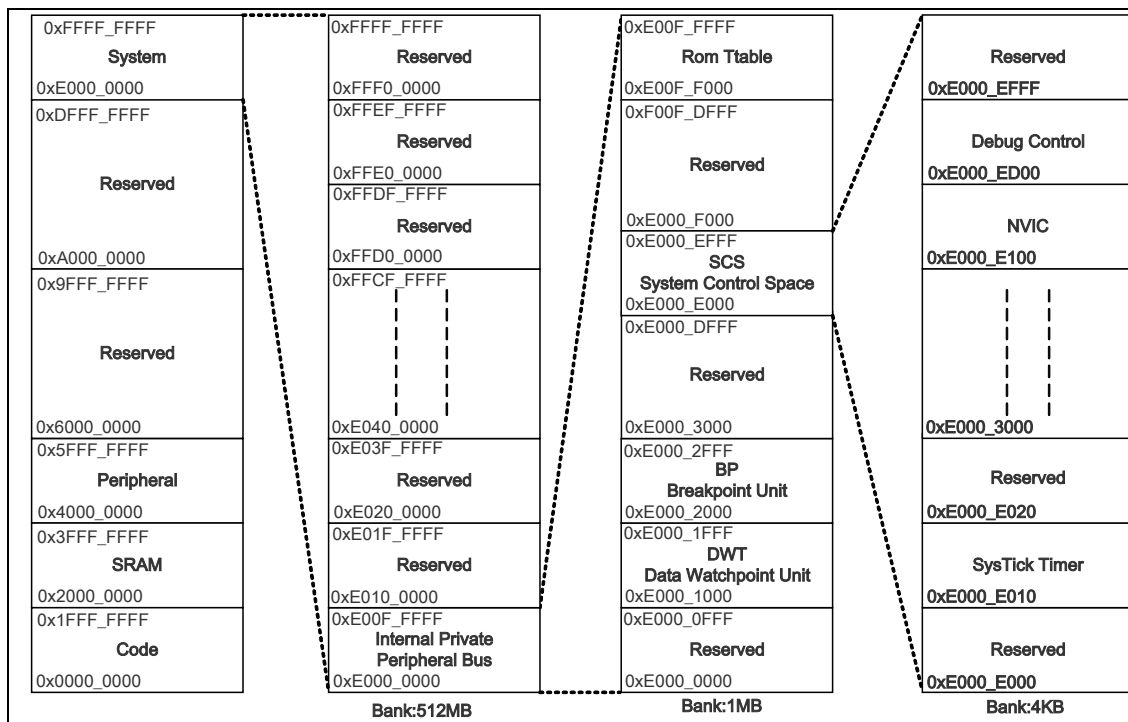 0xFFFF_FFFF
System
0xE000_0000
0xDFFF_FFFF
Reserved
0xA000_0000
0x9FFF_FFFF
Reserved
0x6000_0000
0x5FFF_FFFF
Peripheral
0x4000_0000
0x3FFF_FFFF
SRAM
0x2000_0000
0x1FFF_FFFF
Code
0x0000_0000
0xFFFF_FFFF
Reserved
0xFFF0_0000
0xFFEF_FFFF
Reserved
0xFFE0_0000
0xFFDF_FFFF
Reserved
0xFFD0_0000
0xFFCF_FFFF
0xE040_0000
0xE03F_FFFF
Reserved
0xE020_0000
0xE01F_FFFF
Reserved
0xE010_0000
0xE00F_FFFF
Internal Private
Peripheral Bus
0xE000_0000
Bank:512MB
0xE00F_FFFF
Rom Ttable
0xE00F_F000
0xF00F_DFFF
Reserved
0xE000_F000
0xE000_EFFF
SCS
System Control Space
0xE000_E000
0xE000_DFFF
Reserved
0xE000_3000
0xE000_2FFF
BP
Breakpoint Unit
0xE000_2000
0xE000_1FFF
DWT
Data Watchpoint Unit
0xE000_1000
0xE000_0FFF
Reserved
0xE000_0000
Bank:1MB
Reserved
0xE000_EFFF
Debug Control
0xE000_ED00
NVIC
0xE000_E100
0xE000_3000
Reserved
0xE000_E020
SysTick Timer
0xE000_E010
Reserved
0xE000_E000
Bank:4KB